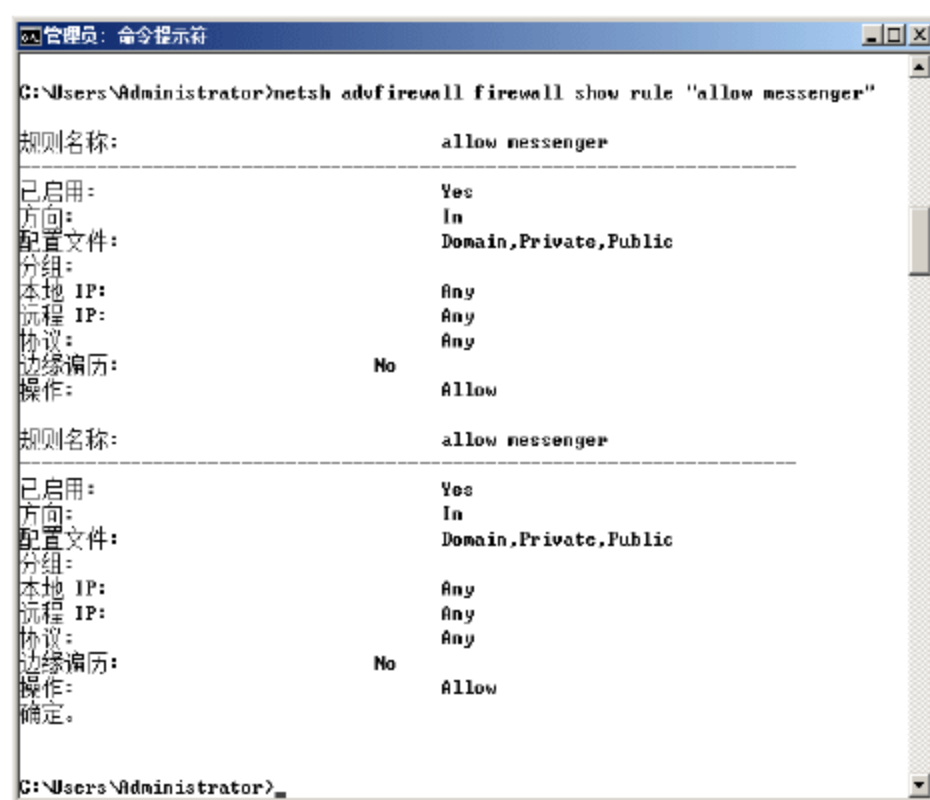 管理员: 命令提示符
C:\Users\Administrator>netsh advfirewall firewall show rule "allow messenger"
规则名称: allow messenger
----------------------------------------------------------------------
已启用: Yes
方向: In
配置文件: Domain,Private,Public
分组:
本地 IP: Any
远程 IP: Any
协议: Any
边缘遍历: No
操作: Allow
规则名称: allow messenger
----------------------------------------------------------------------
已启用: Yes
方向: In
配置文件: Domain,Private,Public
分组:
本地 IP: Any
远程 IP: Any
协议: Any
边缘遍历: No
操作: Allow
确定。
C:\Users\Administrator>_